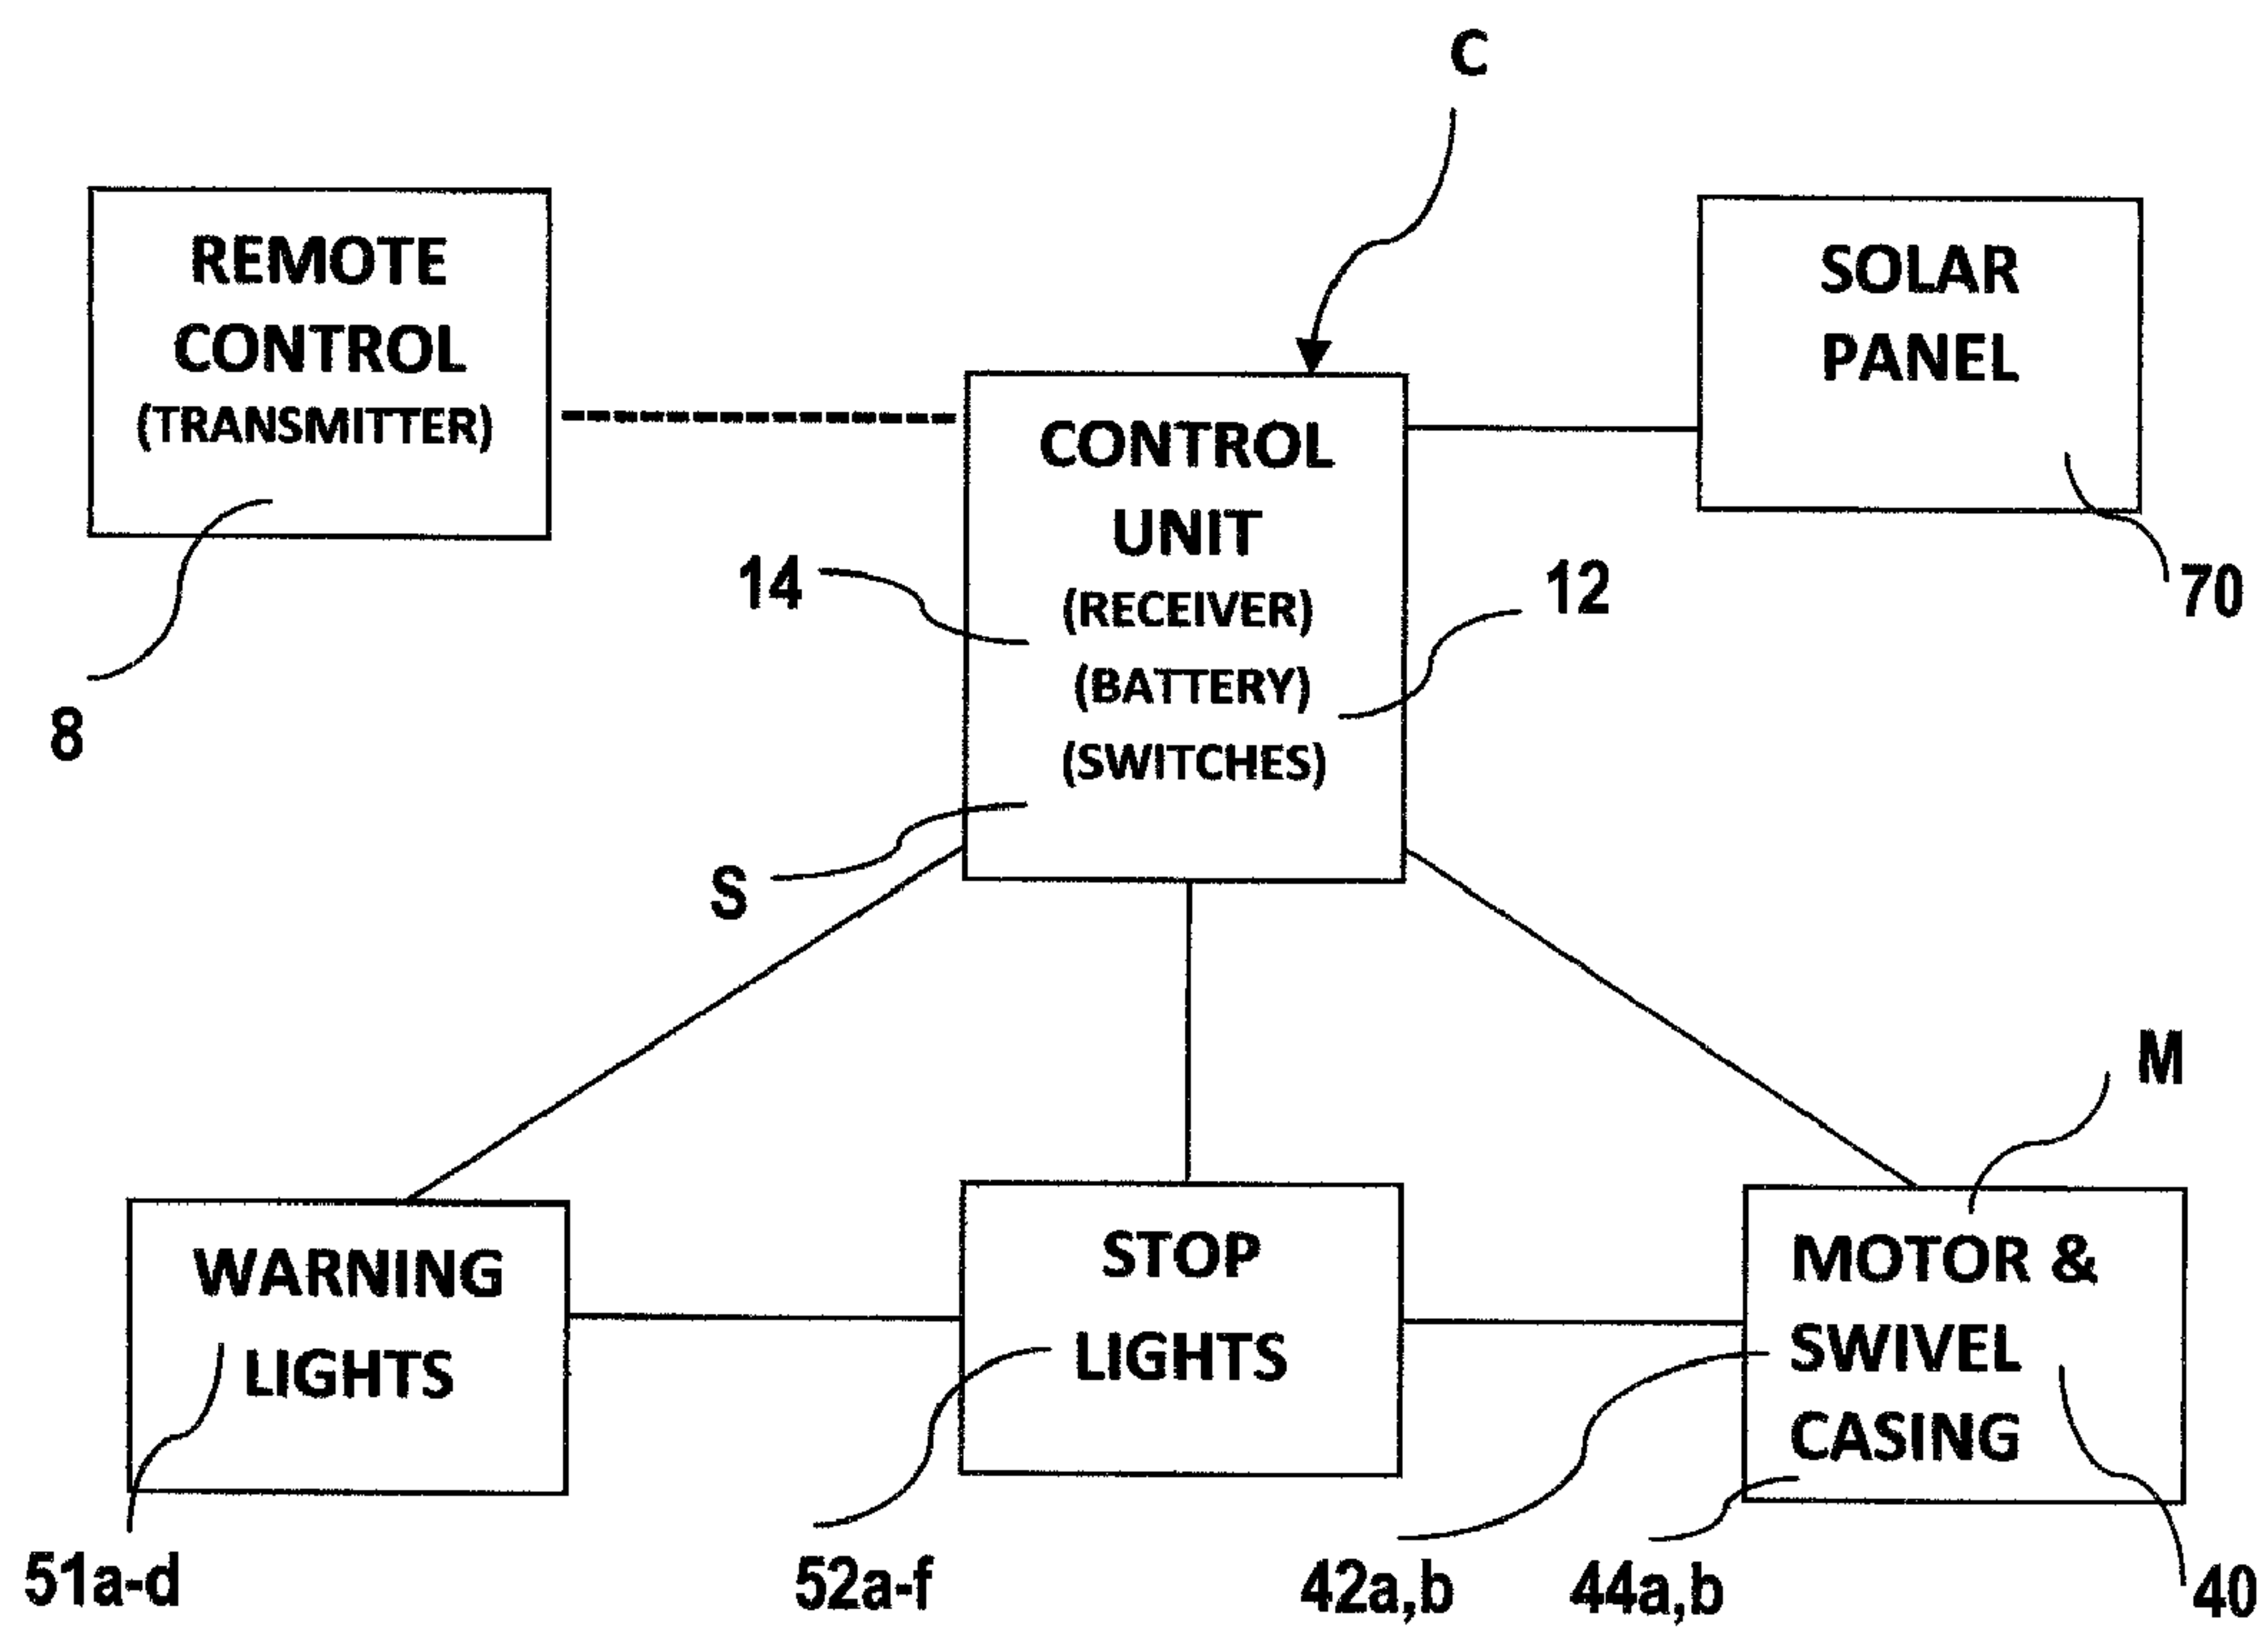 C
REMOTE
CONTROL
(TRANSMITTER)
8
SOLAR
PANEL
70
CONTROL
UNIT
(RECEIVER)
(BATTERY)
(SWITCHES)
14
12
S
M
WARNING
LIGHTS
51a-d
STOP
LIGHTS
52a-f
MOTOR &
SWIVEL
CASING
42a,b
44a,b
40